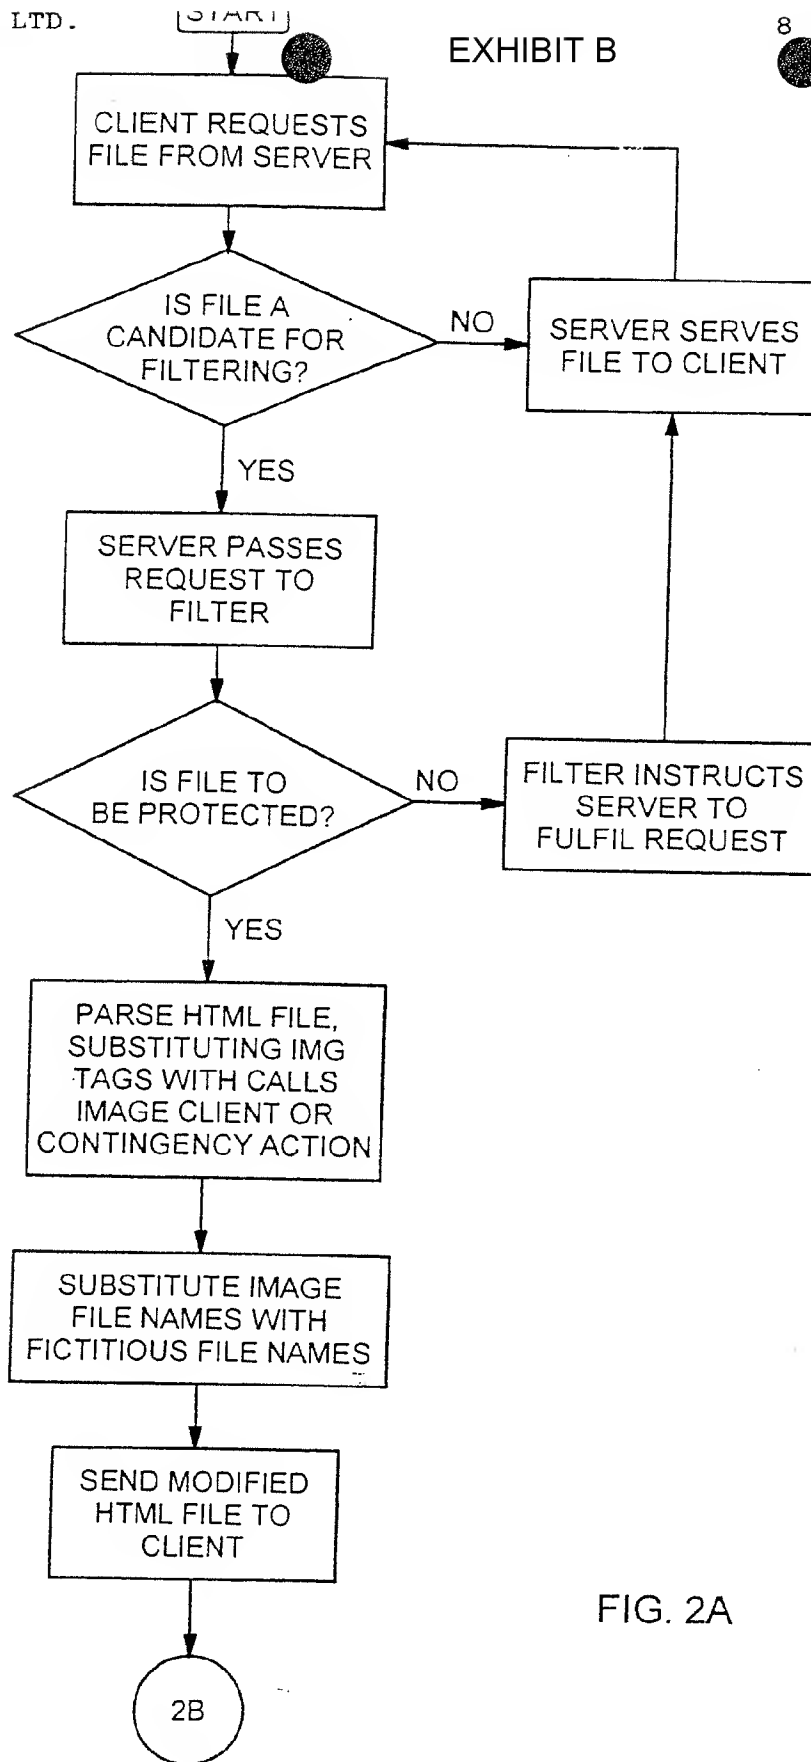 LTD.
START
EXHIBIT B
8
CLIENT REQUESTS
FILE FROM SERVER
IS FILE A
CANDIDATE FOR
FILTERING?
NO
SERVER SERVES
FILE TO CLIENT
YES
SERVER PASSES
REQUEST TO
FILTER
IS FILE TO
BE PROTECTED?
NO
FILTER INSTRUCTS
SERVER TO
FULFIL REQUEST
YES
PARSE HTML FILE,
SUBSTITUTING IMG
TAGS WITH CALLS
IMAGE CLIENT OR
CONTINGENCY ACTION
SUBSTITUTE IMAGE
FILE NAMES WITH
FICTITIOUS FILE NAMES
SEND MODIFIED
HTML FILE TO
CLIENT
2B
FIG. 2A